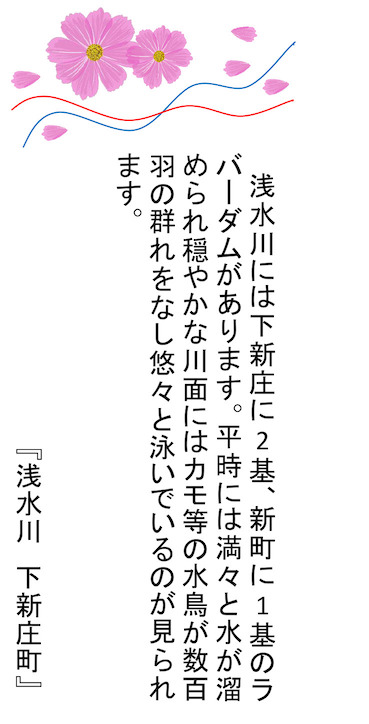 浅水川には下新庄に2基、新町に1基のラ
バーダムがあります。平時には満々と水が溜
められ穏やかな川面にはカモ等の水鳥が数百
羽の群れをなし悠々と泳いでいるのが見られ
ます。
『浅水川　下新庄町』